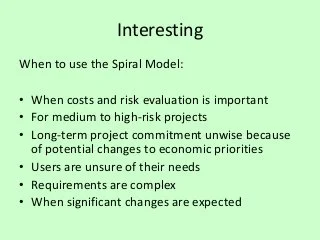 Interesting
When to use the Spiral Model:
• When costs and risk evaluation is important
• For medium to high-risk projects
• Long-term project commitment unwise because
of potential changes to economic priorities
• Users are unsure of their needs
• Requirements are complex
• When significant changes are expected